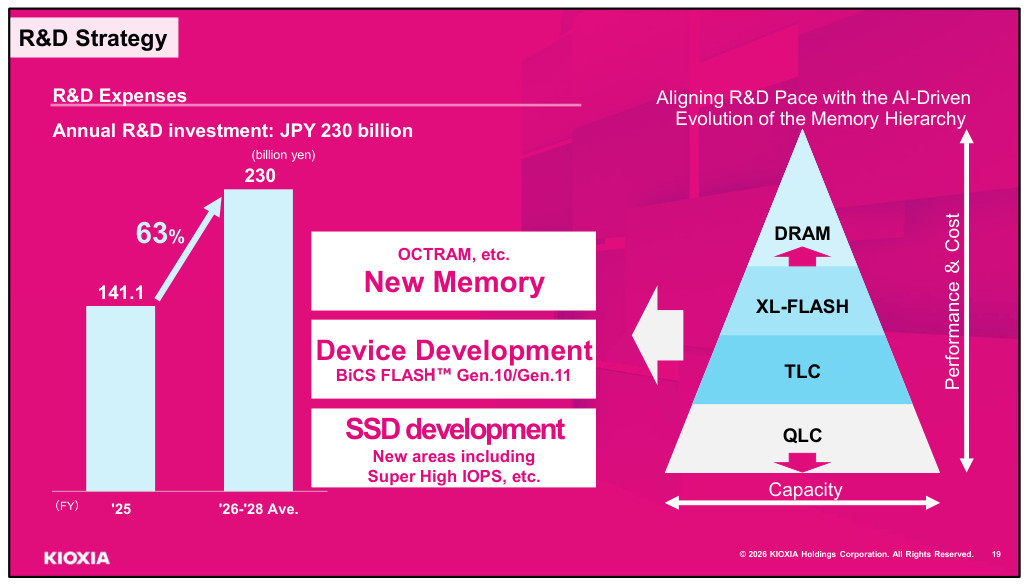 R&D Strategy
R&D Expenses
Annual R&D investment: JPY 230 billion
(billion yen)
230
63%
141.1
(FY)
'25
'26-'28 Ave.
OCTRAM, etc.
New Memory
Device Development
BiCS FLASH™ Gen.10/Gen.11
SSD development
New areas including
Super High IOPS, etc.
Aligning R&D Pace with the AI-Driven
Evolution of the Memory Hierarchy
DRAM
XL-FLASH
TLC
QLC
Performance & Cost
Capacity
KIOXIA
© 2026 KIOXIA Holdings Corporation. All Rights Reserved.
19